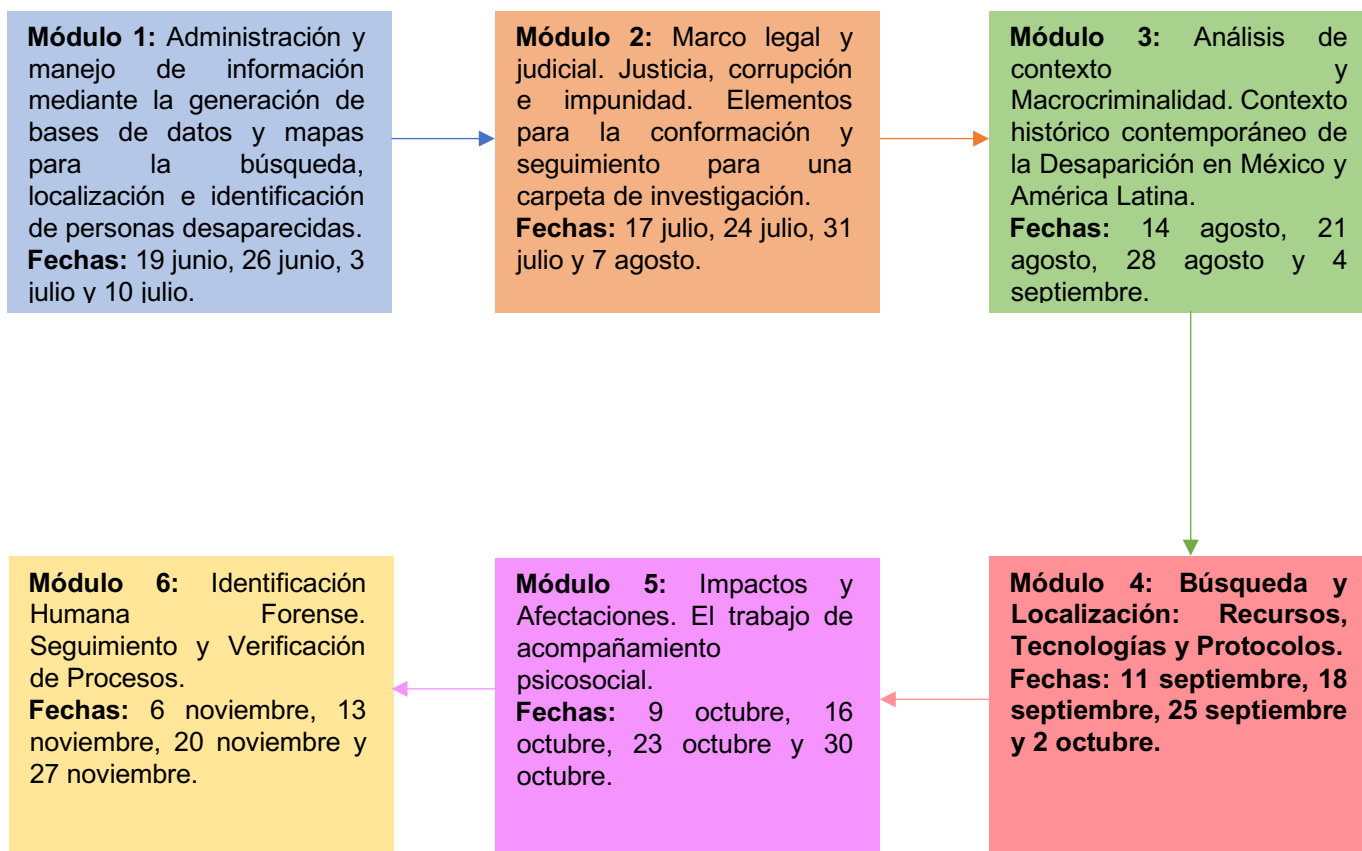 Módulo 1: Administración y
manejo de información
mediante la generación de
bases de datos y mapas
para la búsqueda,
localización e identificación
de personas desaparecidas.
Fechas: 19 junio, 26 junio, 3
julio y 10 julio.
Módulo 2: Marco legal y
judicial. Justicia, corrupción
e impunidad. Elementos
para la conformación y
seguimiento para una
carpeta de investigación.
Fechas: 17 julio, 24 julio, 31
julio y 7 agosto.
Módulo 3: Análisis de
contexto y
Macrocriminalidad. Contexto
histórico contemporáneo de
la Desaparición en México y
América Latina.
Fechas: 14 agosto, 21
agosto, 28 agosto y 4
septiembre.
Módulo 4: Búsqueda y
Localización: Recursos,
Tecnologías y Protocolos.
Fechas: 11 septiembre, 18
septiembre, 25 septiembre
y 2 octubre.
Módulo 5: Impactos y
Afectaciones. El trabajo de
acompañamiento
psicosocial.
Fechas: 9 octubre, 16
octubre, 23 octubre y 30
octubre.
Módulo 6: Identificación
Humana Forense.
Seguimiento y Verificación
de Procesos.
Fechas: 6 noviembre, 13
noviembre, 20 noviembre y
27 noviembre.